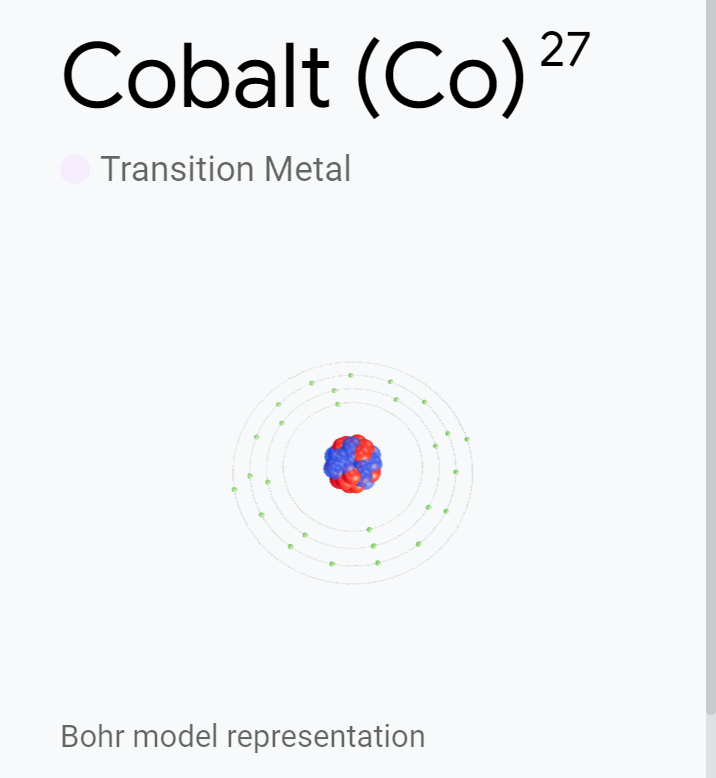 Cobalt (Co)27
Transition Metal
Bohr model representation